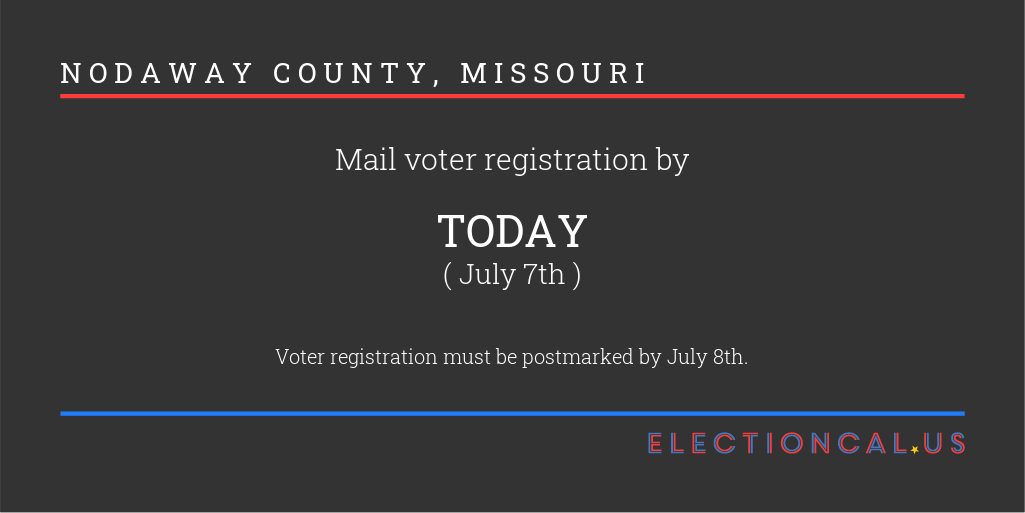 NODAWAY COUNTY, MISSOURI
Mail voter registration by
TODAY
( July 7th )
Voter registration must be postmarked by July 8th.
ELECTIONCAL.US